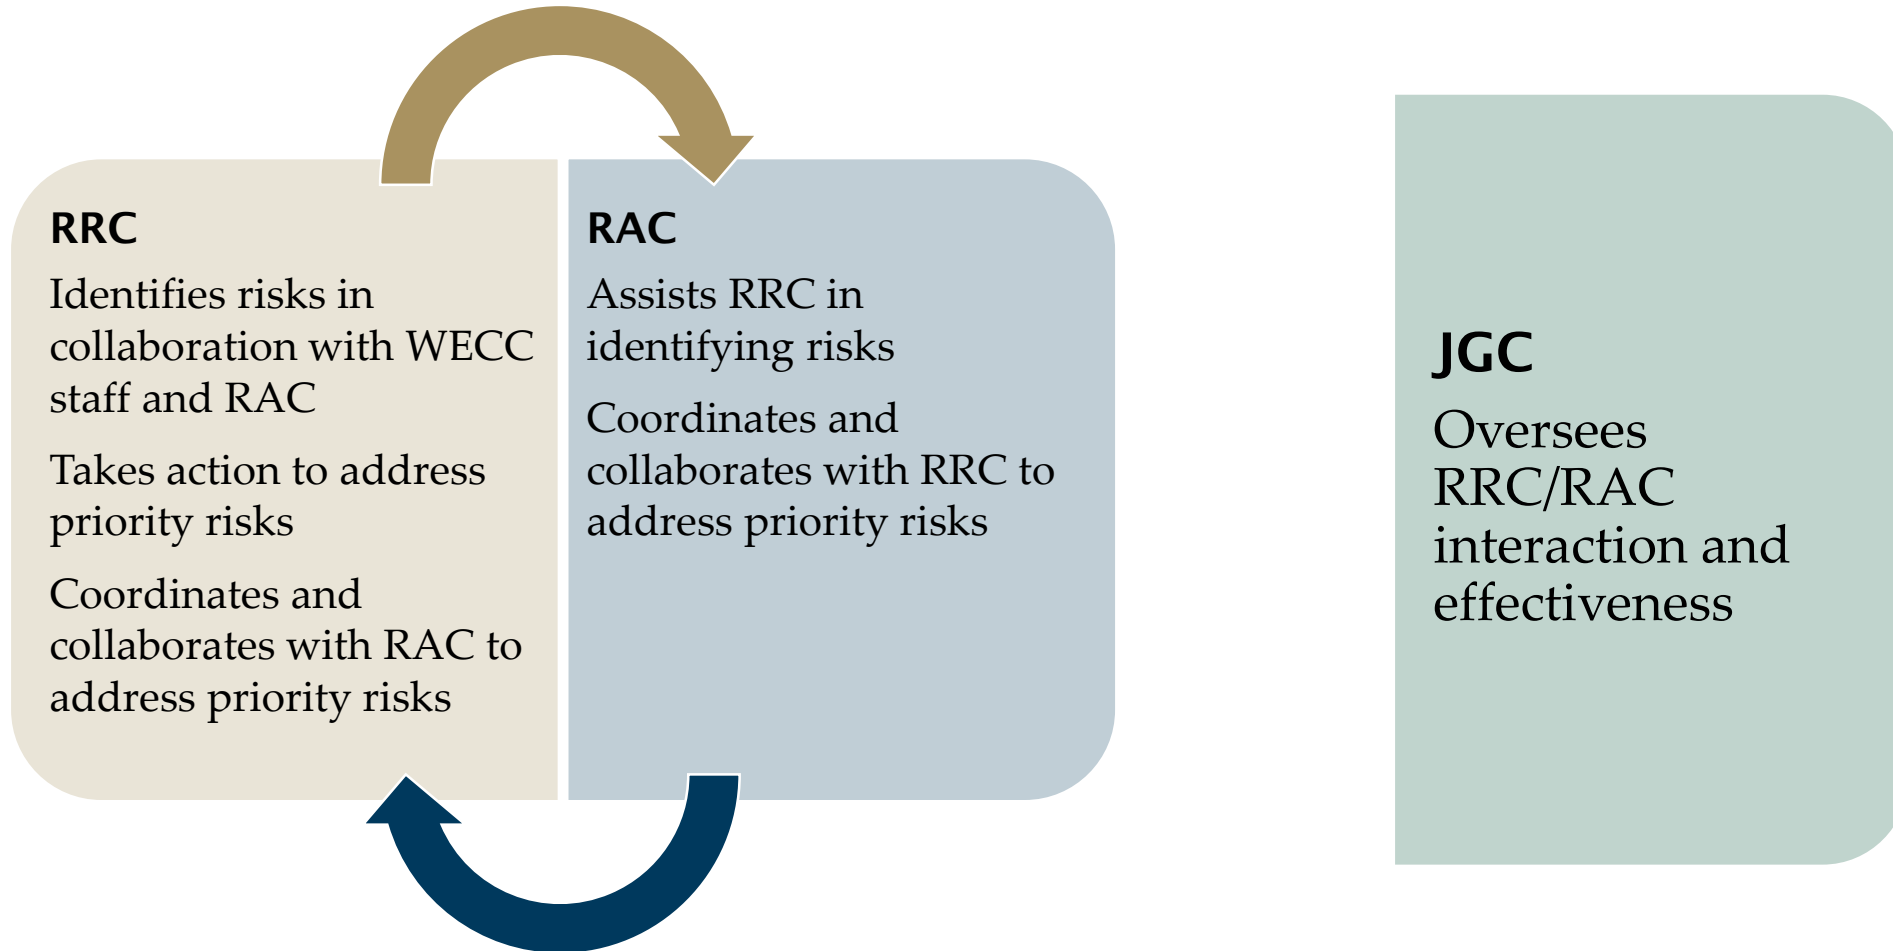 RRC
Identifies risks in
collaboration with WECC
staff and RAC
Takes action to address
priority risks
Coordinates and
collaborates with RAC to
address priority risks
RAC
Assists RRC in
identifying risks
Coordinates and
collaborates with RRC to
address priority risks
JGC
Oversees
RRC/RAC
interaction and
effectiveness